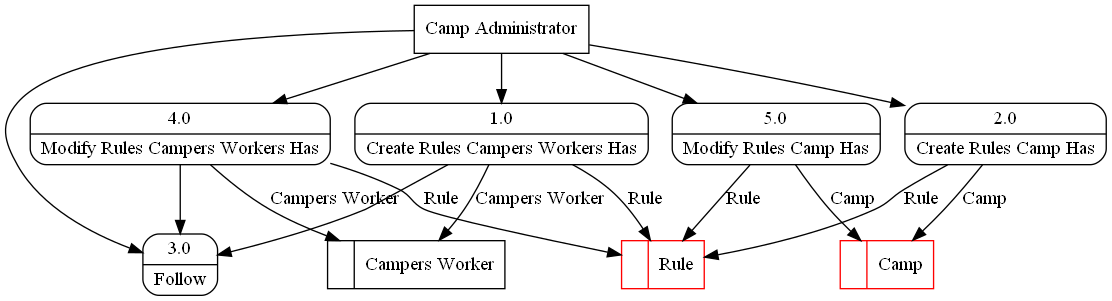 Camp Administrator
4.0
Modify Rules Campers Workers Has
1.0
Create Rules Campers Workers Has
5.0
Modify Rules Camp Has
2.0
Create Rules Camp Has
Campers Worker
Rule
Campers Worker
Rule
Rule
Camp
Rule
Camp
3.0
Follow
Campers Worker
Rule
Camp